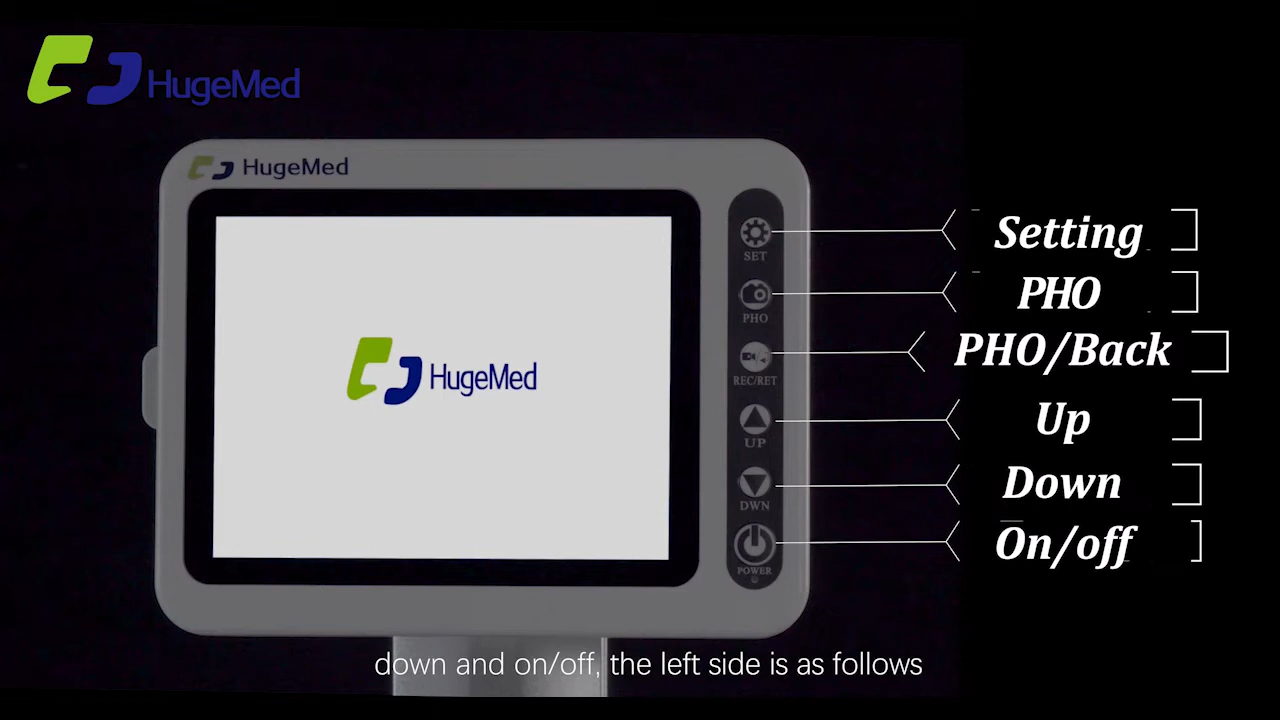 HugeMed
HugeMed
HugeMed
SET
PHO
REC/RET
UP
DWN
POWER
Setting
PHO
PHO/Back
Up
Down
On/off
down and on/off, the left side is as follows